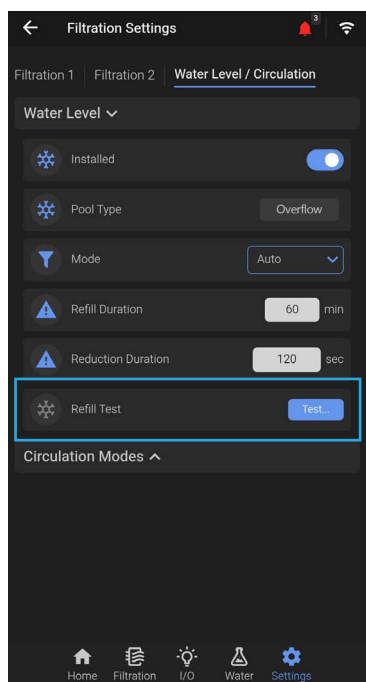 Filtration Settings
3
Filtration 1 Filtration 2 Water Level / Circulation
Water Level
Installed
Pool Type Overflow
Mode Auto
Refill Duration 60 min
Reduction Duration 120 sec
Refill Test Test...
Circulation Modes
Home Filtration I/O Water Settings